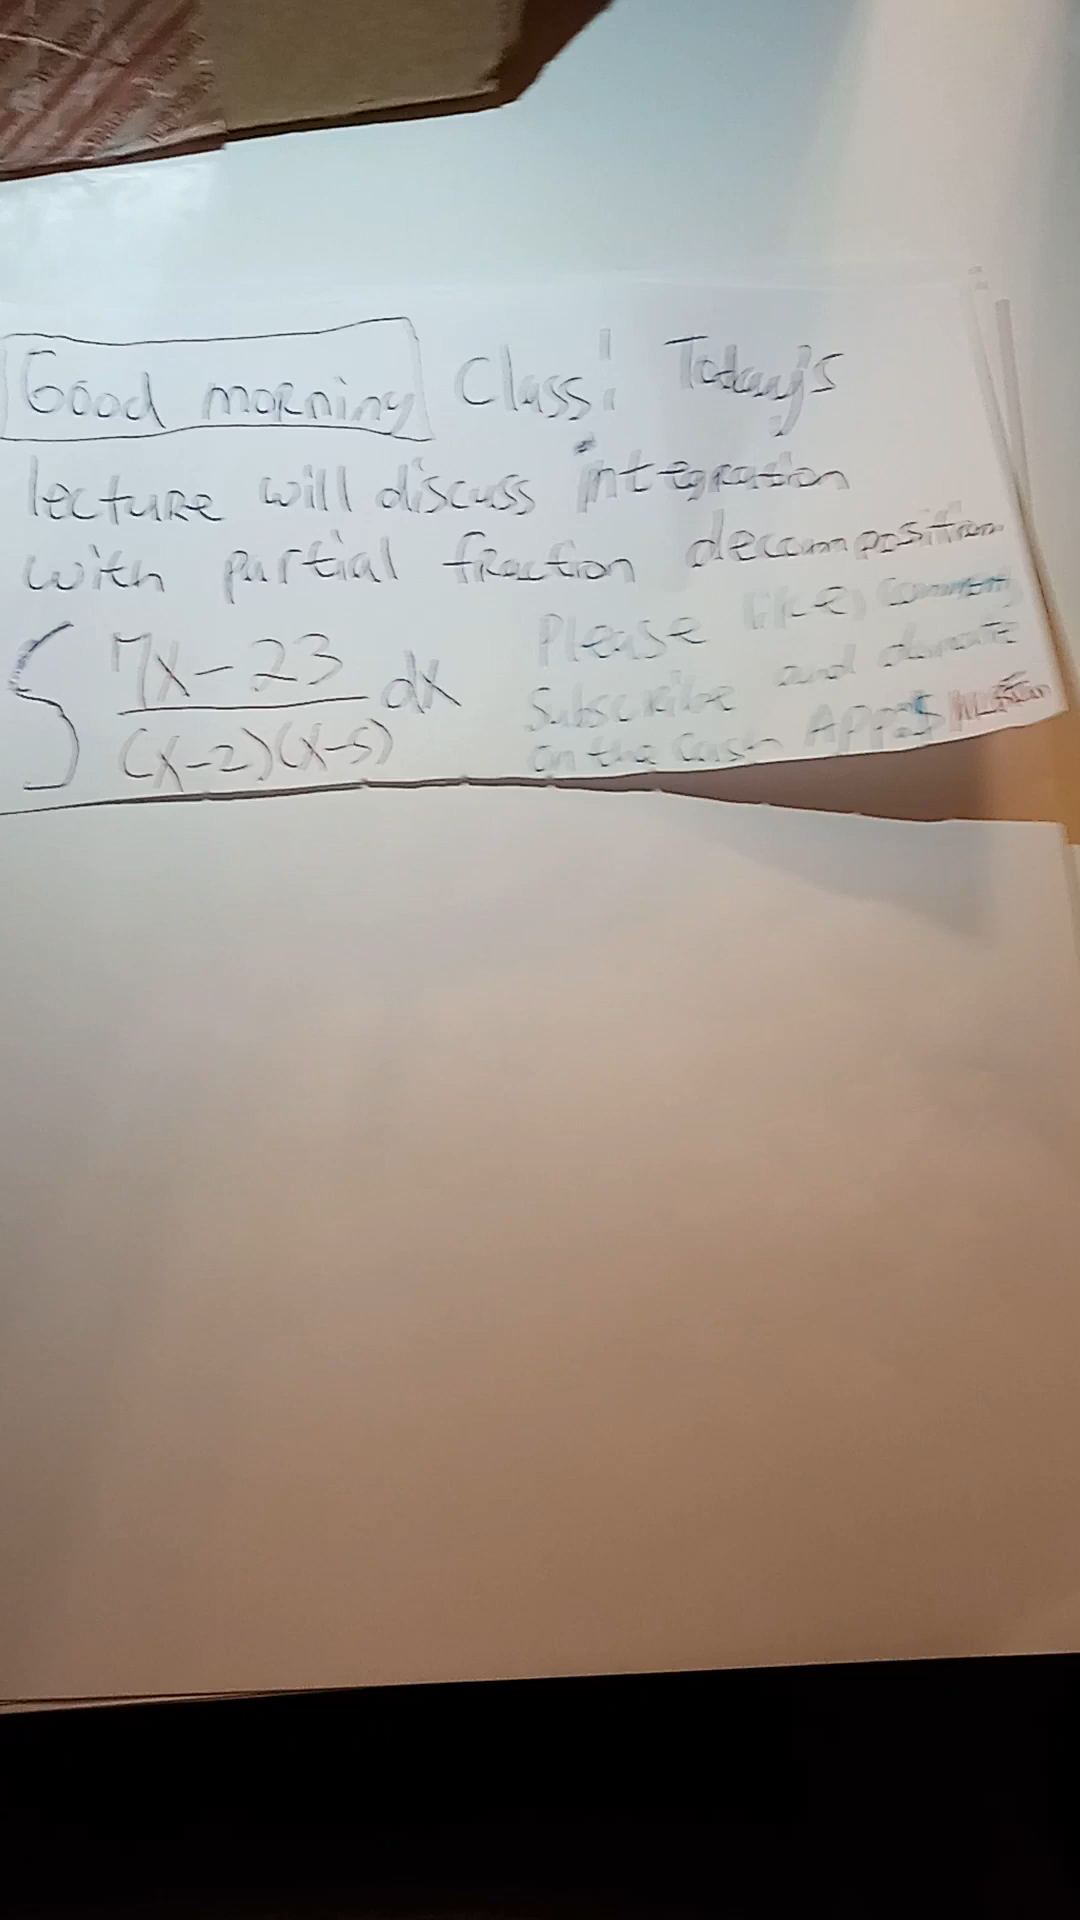 Good morning Class! Today's
lecture will discuss integration
with partial fraction decomposition
∫ (7x-23)/((x-2)(x-5)) dx
Please like, comment,
Subscribe and donate
on the Cash App